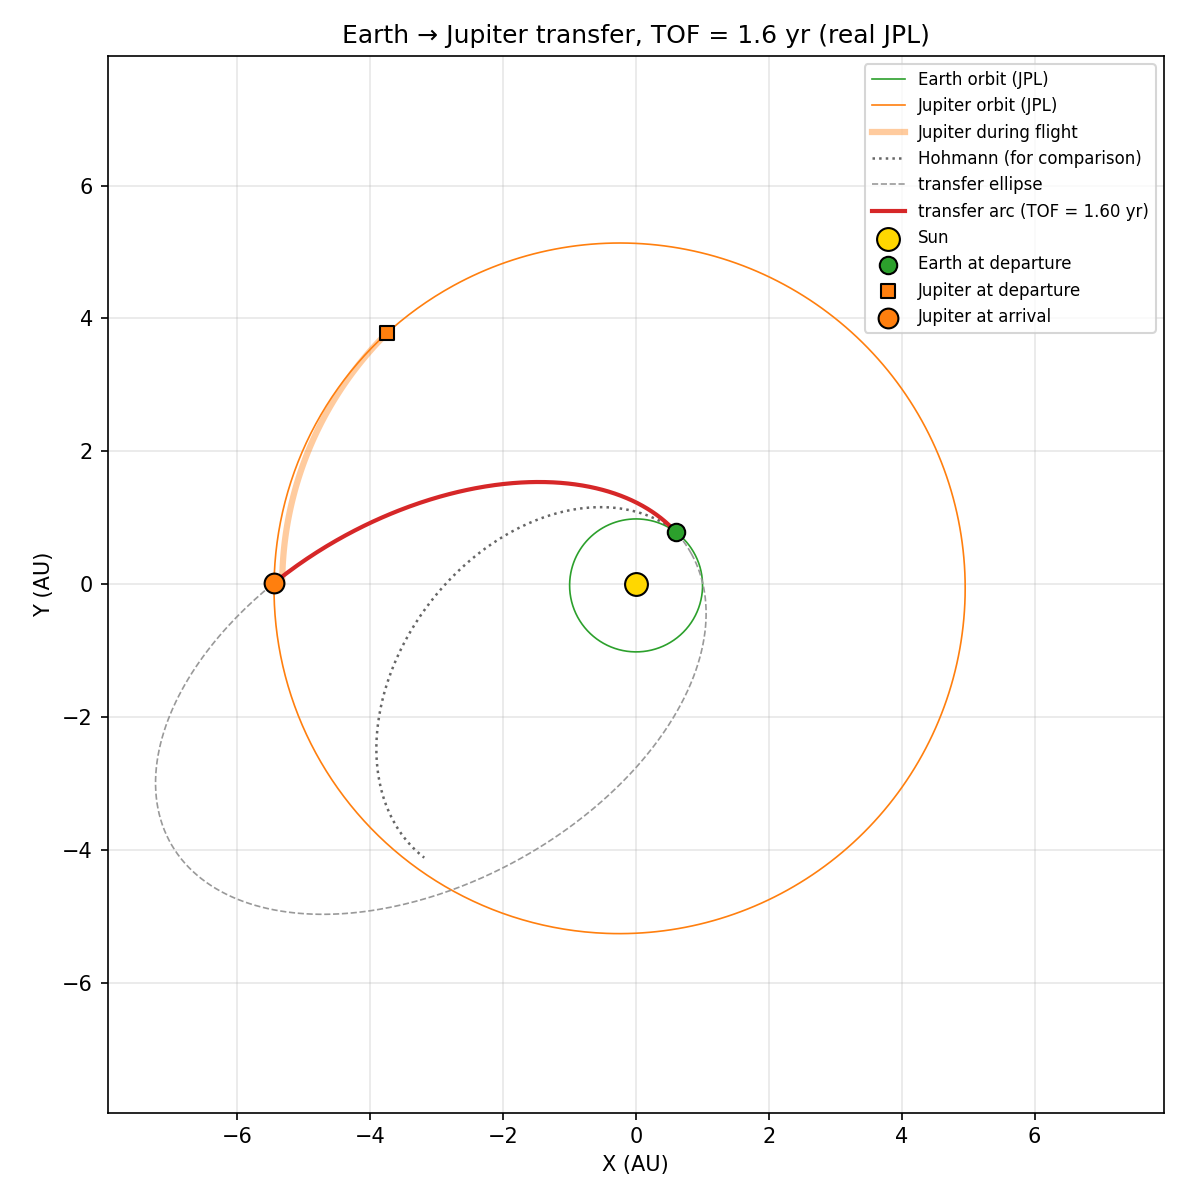 Earth → Jupiter transfer, TOF = 1.6 yr (real JPL)
Earth orbit (JPL)
Jupiter orbit (JPL)
Jupiter during flight
Hohmann (for comparison)
transfer ellipse
transfer arc (TOF = 1.60 yr)
Sun
Earth at departure
Jupiter at departure
Jupiter at arrival
6
4
2
0
−2
−4
−6
Y (AU)
−6 −4 −2 0 2 4 6
X (AU)